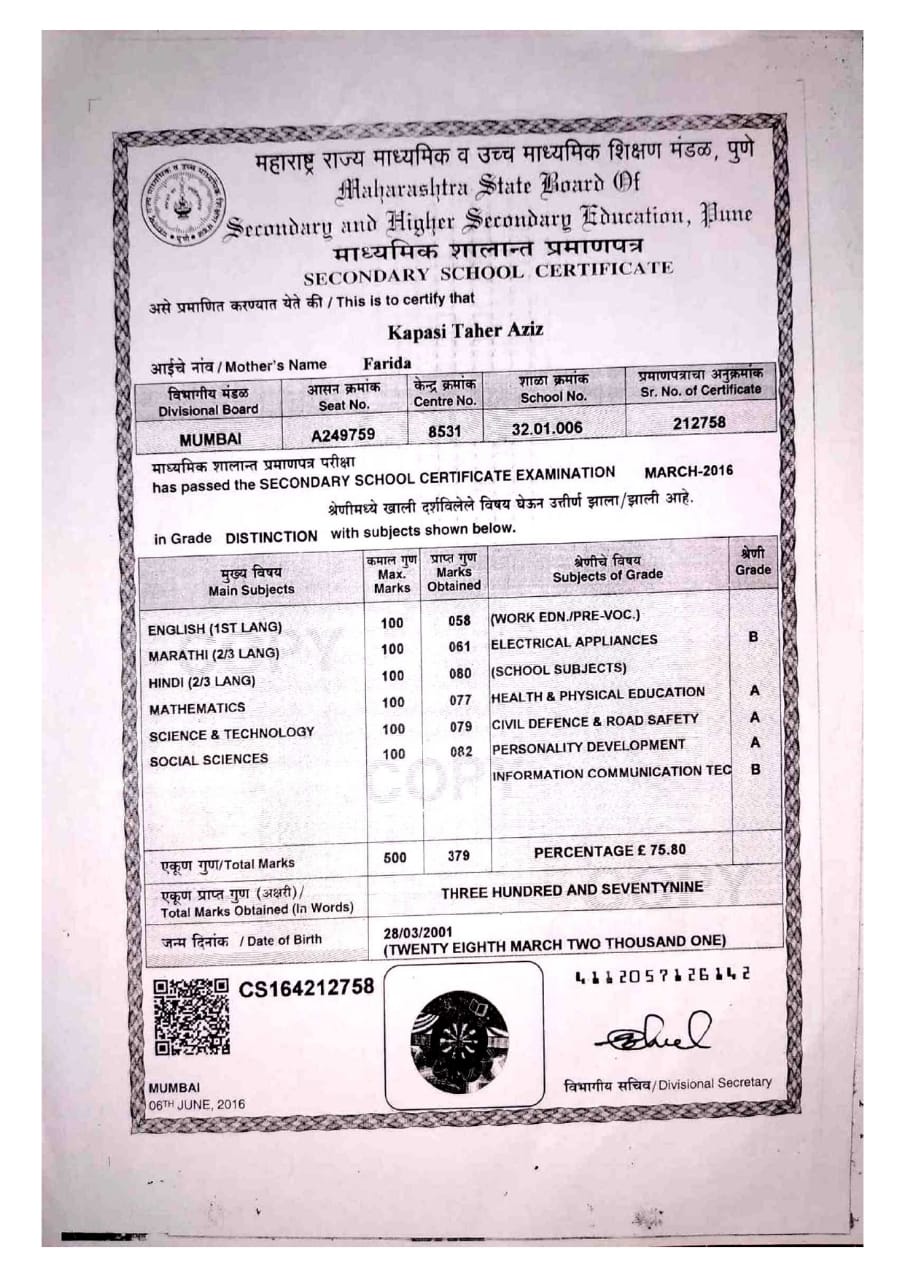 महाराष्ट्र राज्य माध्यमिक व उच्च माध्यमिक शिक्षण मंडळ, पुणे
Maharashtra State Board Of
Secondary and Higher Secondary Education, Pune
माध्यमिक शालान्त प्रमाणपत्र
SECONDARY SCHOOL CERTIFICATE
असे प्रमाणित करण्यात येते की / This is to certify that
Kapasi Taher Aziz
आईचे नांव / Mother's Name Farida
विभागीय मंडळ आसन क्रमांक केन्द्र क्रमांक शाळा क्रमांक प्रमाणपत्राचा अनुक्रमांक
Divisional Board Seat No. Centre No. School No. Sr. No. of Certificate
MUMBAI A249759 8531 32.01.006 212758
माध्यमिक शालान्त प्रमाणपत्र परीक्षा
has passed the SECONDARY SCHOOL CERTIFICATE EXAMINATION MARCH-2016
श्रेणीमध्ये खाली दर्शविलेले विषय घेऊन उत्तीर्ण झाला/झाली आहे.
in Grade DISTINCTION with subjects shown below.
मुख्य विषय कमाल गुण प्राप्त गुण श्रेणीचे विषय श्रेणी
Main Subjects Max. Marks Marks Obtained Subjects of Grade Grade
ENGLISH (1ST LANG) 100 058 (WORK EDN./PRE-VOC.)
MARATHI (2/3 LANG) 100 061 ELECTRICAL APPLIANCES B
HINDI (2/3 LANG) 100 080 (SCHOOL SUBJECTS)
MATHEMATICS 100 077 HEALTH & PHYSICAL EDUCATION A
SCIENCE & TECHNOLOGY 100 079 CIVIL DEFENCE & ROAD SAFETY A
SOCIAL SCIENCES 100 082 PERSONALITY DEVELOPMENT A
INFORMATION COMMUNICATION TEC B
COPY
COPY
COPY
एकूण गुण/Total Marks 500 379 PERCENTAGE £ 75.80
एकूण प्राप्त गुण (अक्षरी)/
Total Marks Obtained (In Words) THREE HUNDRED AND SEVENTYNINE
जन्म दिनांक / Date of Birth 28/03/2001
(TWENTY EIGHTH MARCH TWO THOUSAND ONE)
CS164212758
4112057126142
विभागीय सचिव/Divisional Secretary
MUMBAI
06TH JUNE, 2016